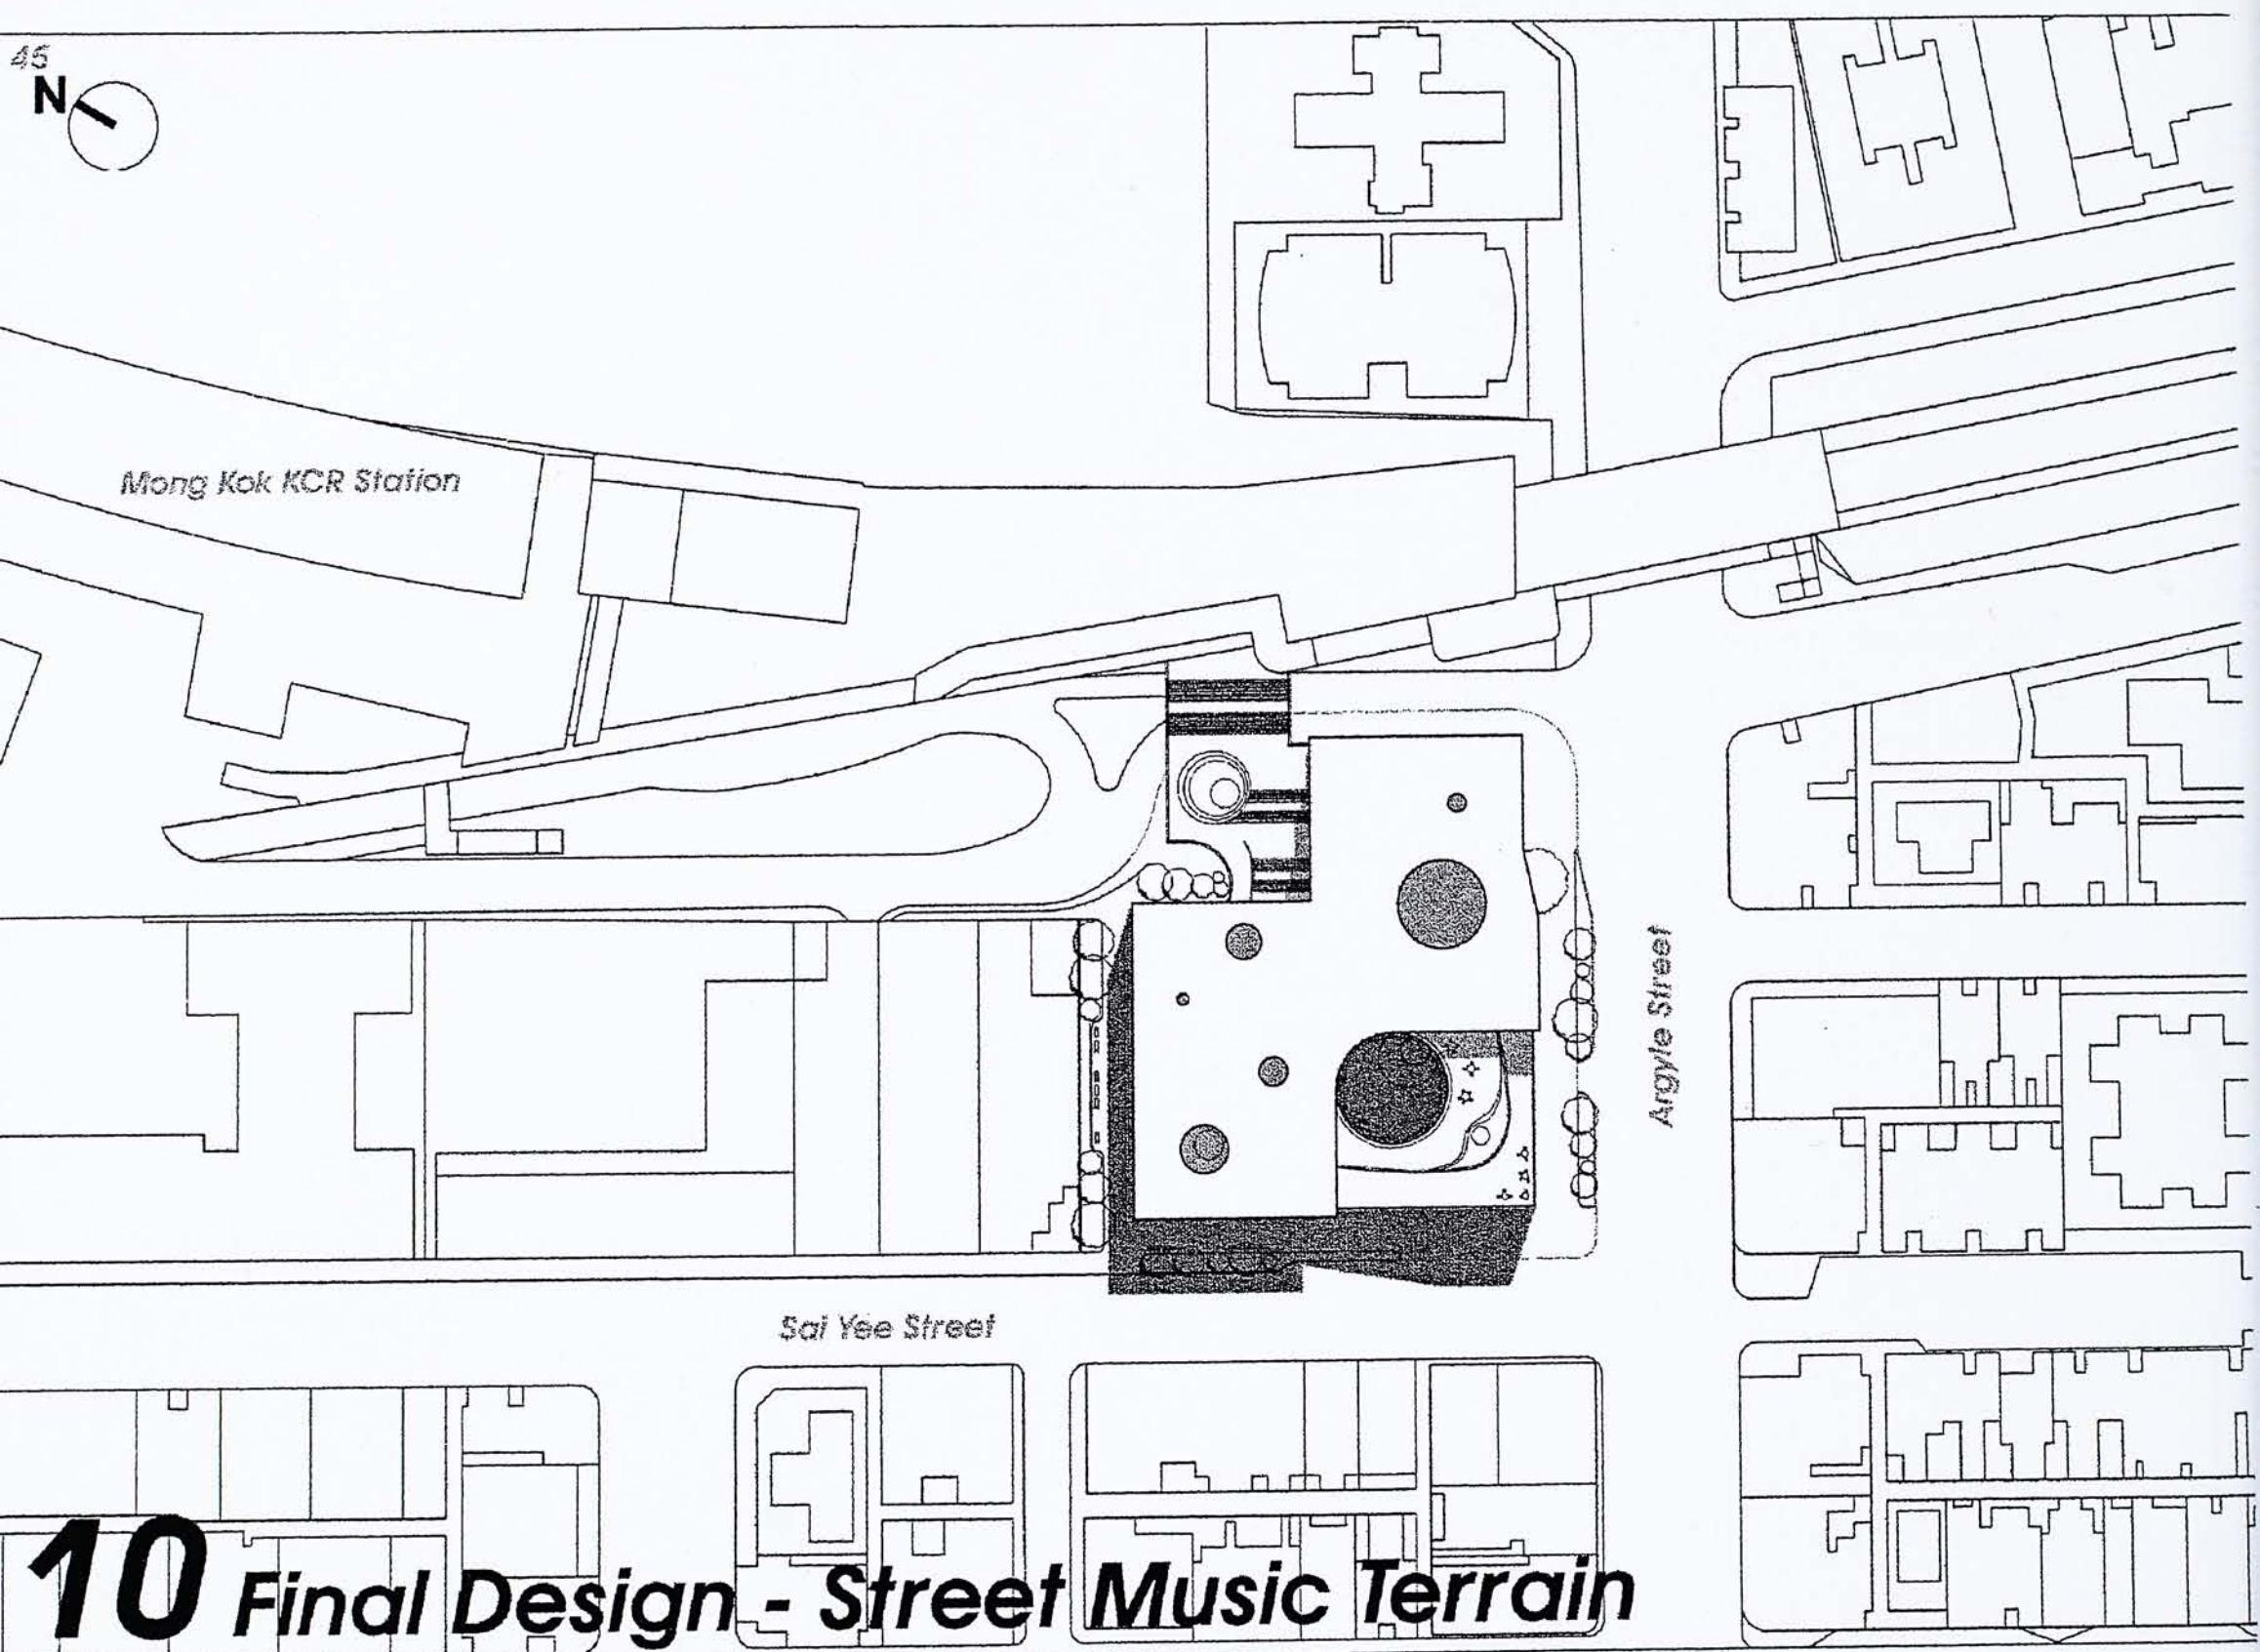 45
N
Mong Kok KCR Station
Argyle Street
Sai Yee Street
10 Final Design - Street Music Terrain